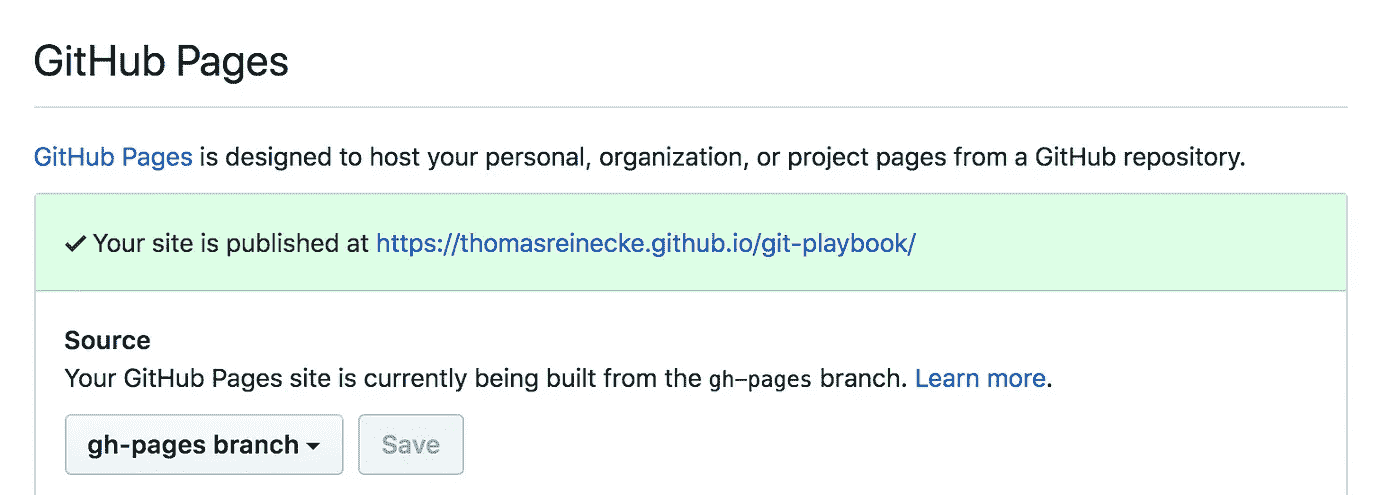 GitHub Pages
GitHub Pages is designed to host your personal, organization, or project pages from a GitHub repository.
✓ Your site is published at https://thomasreinecke.github.io/git-playbook/
Source
Your GitHub Pages site is currently being built from the gh-pages branch. Learn more.
gh-pages branch Save